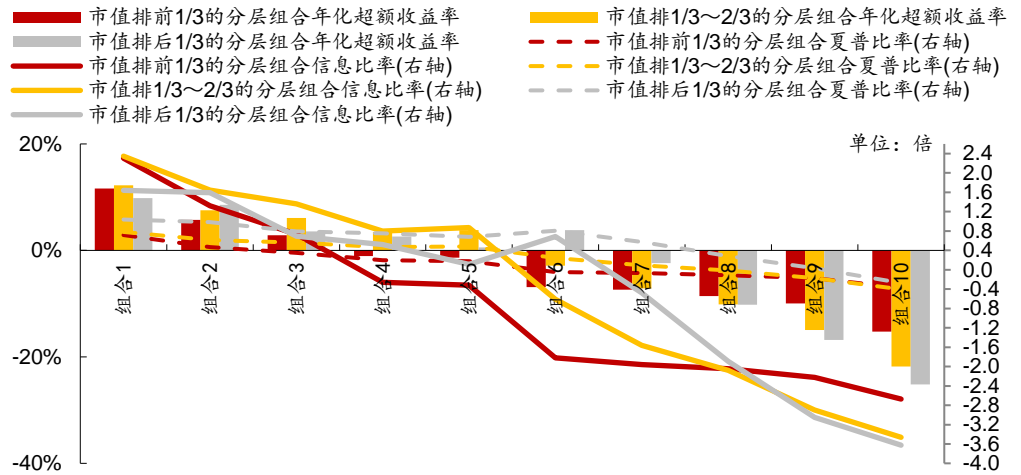 市值排前1/3的分层组合年化超额收益率
市值排1/3～2/3的分层组合年化超额收益率
市值排后1/3的分层组合年化超额收益率
市值排前1/3的分层组合夏普比率(右轴)
市值排前1/3的分层组合信息比率(右轴)
市值排1/3～2/3的分层组合夏普比率(右轴)
市值排1/3～2/3的分层组合信息比率(右轴)
市值排后1/3的分层组合夏普比率(右轴)
市值排后1/3的分层组合信息比率(右轴)
单位：倍
20%
0%
-20%
-40%
组合1
组合2
组合3
组合4
组合5
组合6
组合7
组合8
组合9
组合10
2.4
2.0
1.6
1.2
0.8
0.4
0.0
-0.4
-0.8
-1.2
-1.6
-2.0
-2.4
-2.8
-3.2
-3.6
-4.0